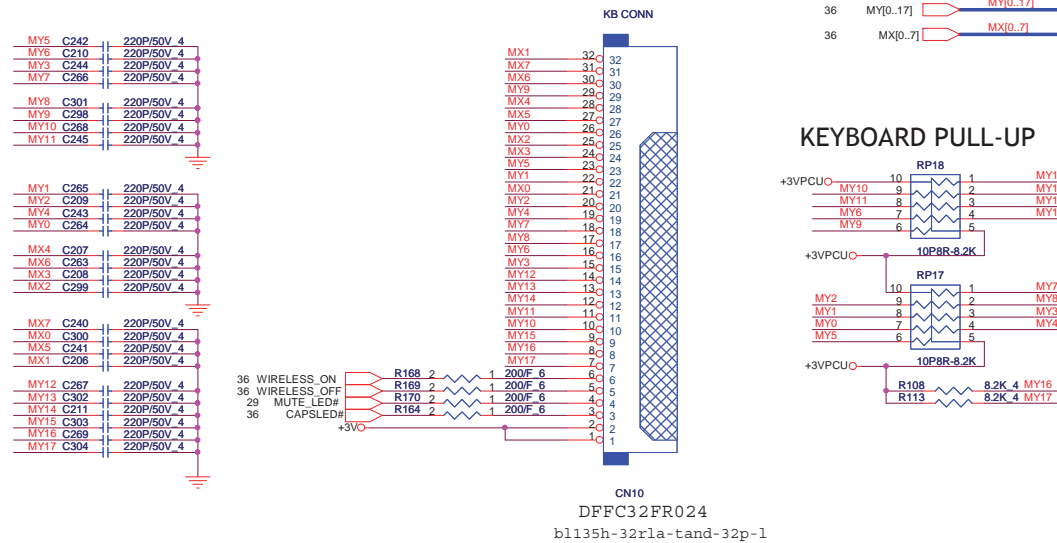 KB CONN
36 MY[0..17] MY[0..17]
36 MX[0..7] MX[0..7]
MY5 C242 220P/50V_4
MY6 C210 220P/50V_4
MY3 C244 220P/50V_4
MY7 C266 220P/50V_4
MY8 C301 220P/50V_4
MY9 C298 220P/50V_4
MY10 C268 220P/50V_4
MY11 C245 220P/50V_4
MY1 C265 220P/50V_4
MY2 C209 220P/50V_4
MY4 C243 220P/50V_4
MY0 C264 220P/50V_4
MX4 C207 220P/50V_4
MX6 C263 220P/50V_4
MX3 C208 220P/50V_4
MX2 C299 220P/50V_4
MX7 C240 220P/50V_4
MX0 C300 220P/50V_4
MX5 C241 220P/50V_4
MX1 C206 220P/50V_4
MY12 C267 220P/50V_4
MY13 C302 220P/50V_4
MY14 C211 220P/50V_4
MY15 C303 220P/50V_4
MY16 C269 220P/50V_4
MY17 C304 220P/50V_4
MX1 32 32
MX7 31 31
MX6 30 30
MY9 29 29
MX4 28 28
MX5 27 27
MY0 26 26
MX2 25 25
MX3 24 24
MY5 23 23
MY1 22 22
MX0 21 21
MY2 20 20
MY4 19 19
MY7 18 18
MY8 17 17
MY6 16 16
MY3 15 15
MY12 14 14
MY13 13 13
MY14 12 12
MY11 11 11
MY10 10 10
MY15 9 9
MY16 8 8
MY17 7 7
36 WIRELESS_ON R168 2 1 200/F_6 6 6
36 WIRELESS_OFF R169 2 1 200/F_6 5 5
29 MUTE_LED# R170 2 1 200/F_6 4 4
36 CAPSLED# R164 2 1 200/F_6 3 3
+3V 2 2
1 1
CN10
DFFC32FR024
bl135h-32rla-tand-32p-l
KEYBOARD PULL-UP
RP18
+3VPCU 10 1 MY1
MY10 9 2 MY1
MY11 8 3 MY1
MY6 7 4 MY1
MY9 6 5
+3VPCU 10P8R-8.2K
RP17
10 1 MY7
MY2 9 2 MY8
MY1 8 3 MY3
MY0 7 4 MY4
MY5 6 5
+3VPCU 10P8R-8.2K
R108 8.2K_4 MY16
R113 8.2K_4 MY17